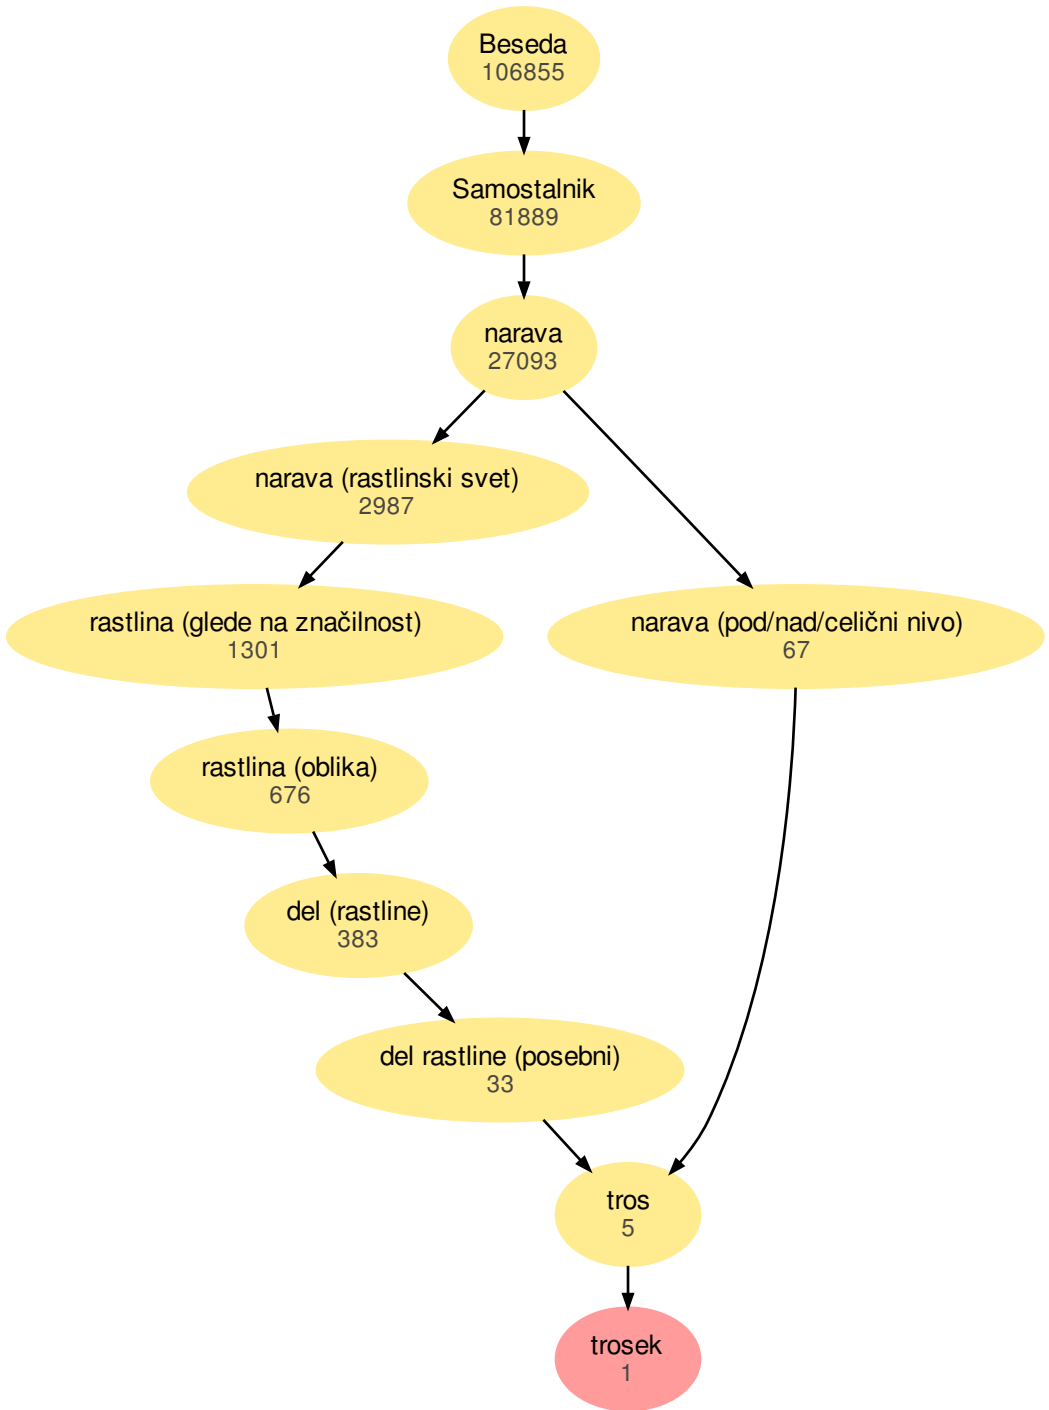 Beseda
106855
Samostalnik
81889
narava
27093
narava (rastlinski svet)
2987
rastlina (glede na značilnost)
1301
narava (pod/nad/celični nivo)
67
rastlina (oblika)
676
del (rastline)
383
del rastline (posebni)
33
tros
5
trosek
1